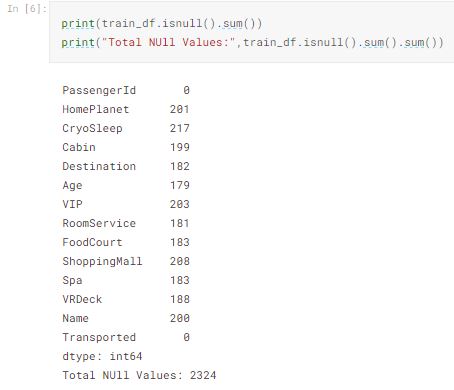 In [6]:
print(train_df.isnull().sum())
print("Total NUll Values:",train_df.isnull().sum().sum())
PassengerId 0
HomePlanet 201
CryoSleep 217
Cabin 199
Destination 182
Age 179
VIP 203
RoomService 181
FoodCourt 183
ShoppingMall 208
Spa 183
VRDeck 188
Name 200
Transported 0
dtype: int64
Total NUll Values: 2324